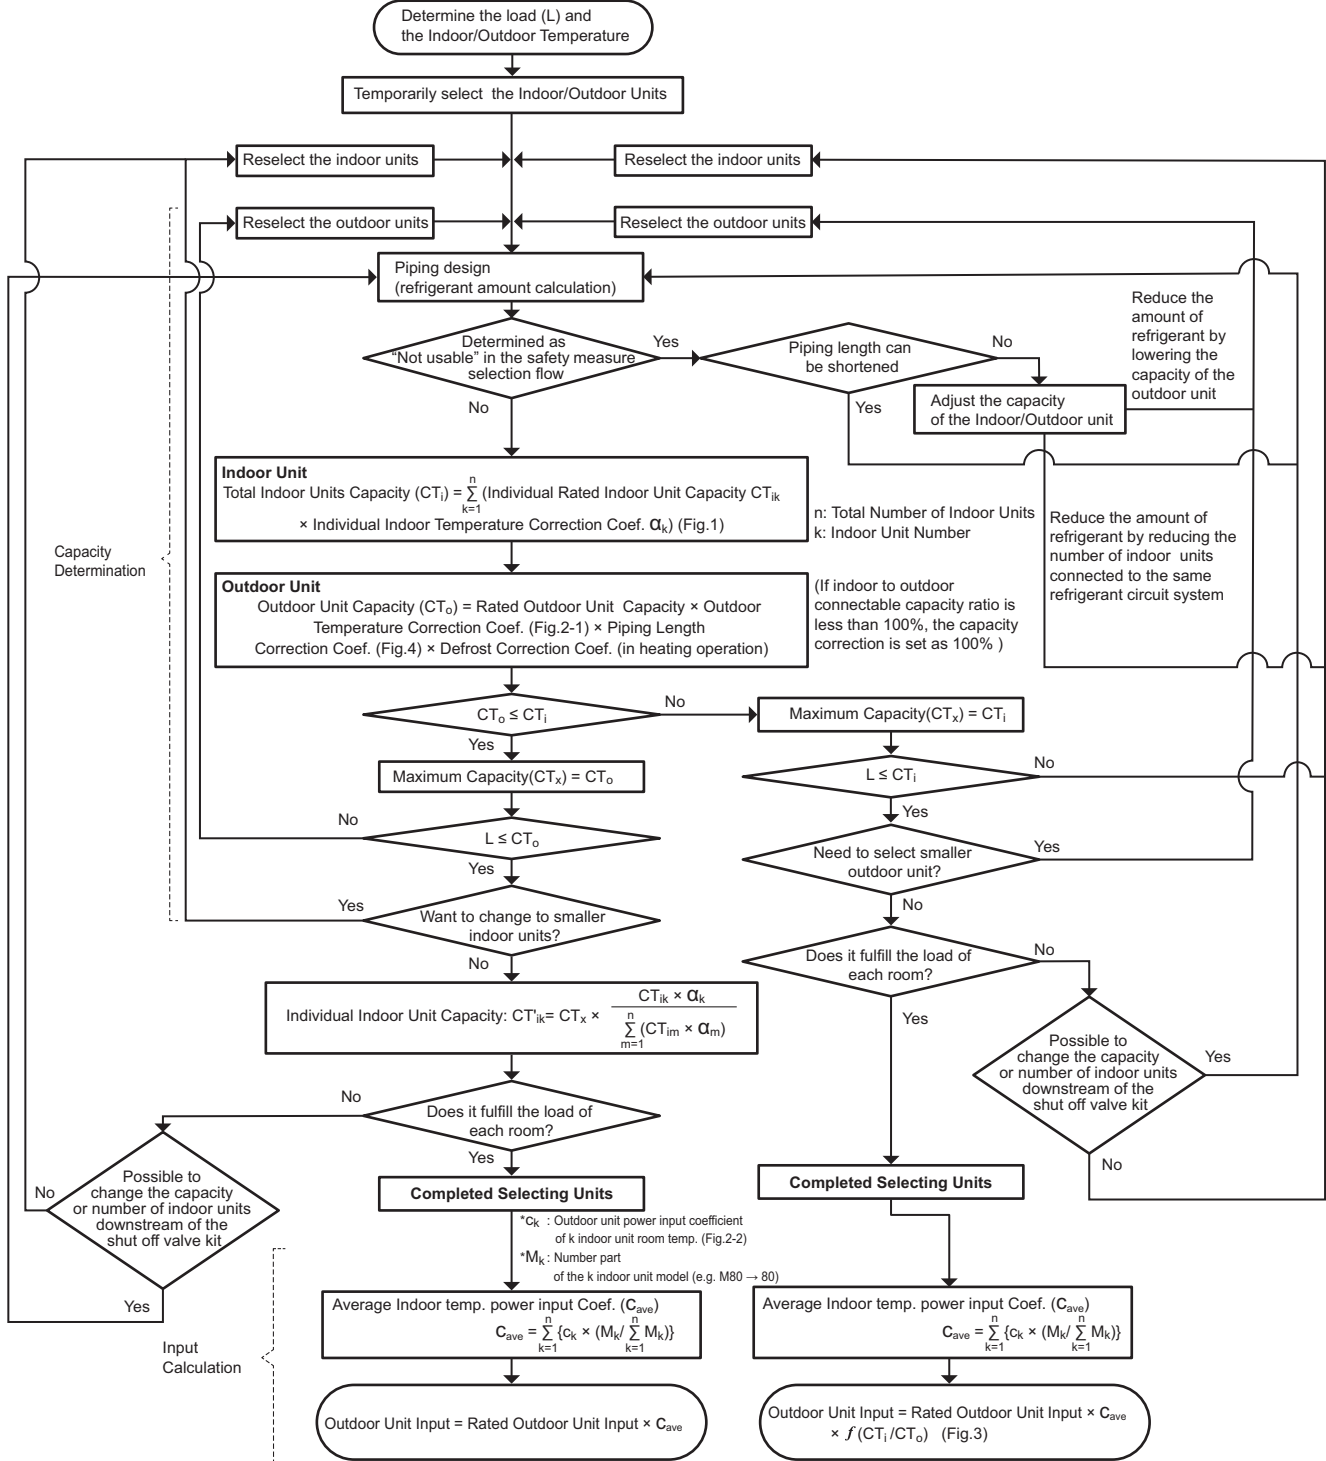 Determine the load (L) and
the Indoor/Outdoor Temperature
Temporarily select the Indoor/Outdoor Units
Reselect the indoor units
Reselect the indoor units
Reselect the outdoor units
Reselect the outdoor units
Piping design
(refrigerant amount calculation)
Determined as
“Not usable” in the safety measure
selection flow
Yes
No
Piping length can
be shortened
No
Yes
Reduce the
amount of
refrigerant by
lowering the
capacity of the
outdoor unit
Adjust the capacity
of the Indoor/Outdoor unit
Indoor Unit
Total Indoor Units Capacity (CTi) = n Σ k=1 (Individual Rated Indoor Unit Capacity CTik
× Individual Indoor Temperature Correction Coef. αk) (Fig.1)
n: Total Number of Indoor Units
k: Indoor Unit Number
Reduce the amount of
refrigerant by reducing the
number of indoor units
connected to the same
refrigerant circuit system
Capacity
Determination
Outdoor Unit
Outdoor Unit Capacity (CTo) = Rated Outdoor Unit Capacity × Outdoor
Temperature Correction Coef. (Fig.2-1) × Piping Length
Correction Coef. (Fig.4) × Defrost Correction Coef. (in heating operation)
(If indoor to outdoor
connectable capacity ratio is
less than 100%, the capacity
correction is set as 100% )
CTo ≤ CTi
No
Yes
Maximum Capacity(CTx) = CTi
Maximum Capacity(CTx) = CTo
L ≤ CTi
No
Yes
L ≤ CTo
No
Yes
Need to select smaller
outdoor unit?
Yes
No
Want to change to smaller
indoor units?
Yes
No
Does it fulfill the load of
each room?
No
Yes
Individual Indoor Unit Capacity: CT'ik= CTx × CTik × αk / n Σ m=1 (CTim × αm)
Possible to
change the capacity
or number of indoor units
downstream of the
shut off valve kit
Yes
No
Does it fulfill the load of
each room?
No
Yes
Possible to
change the capacity
or number of indoor units
downstream of the
shut off valve kit
No
Yes
Completed Selecting Units
Completed Selecting Units
*ck : Outdoor unit power input coefficient
of k indoor unit room temp. (Fig.2-2)
*Mk : Number part
of the k indoor unit model (e.g. M80 → 80)
Input
Calculation
Average Indoor temp. power input Coef. (Cave)
Cave = n Σ k=1 {ck × (Mk/ n Σ k=1 Mk)}
Average Indoor temp. power input Coef. (Cave)
Cave = n Σ k=1 {ck × (Mk/ n Σ k=1 Mk)}
Outdoor Unit Input = Rated Outdoor Unit Input × Cave
Outdoor Unit Input = Rated Outdoor Unit Input × Cave
× f (CTi /CTo) (Fig.3)